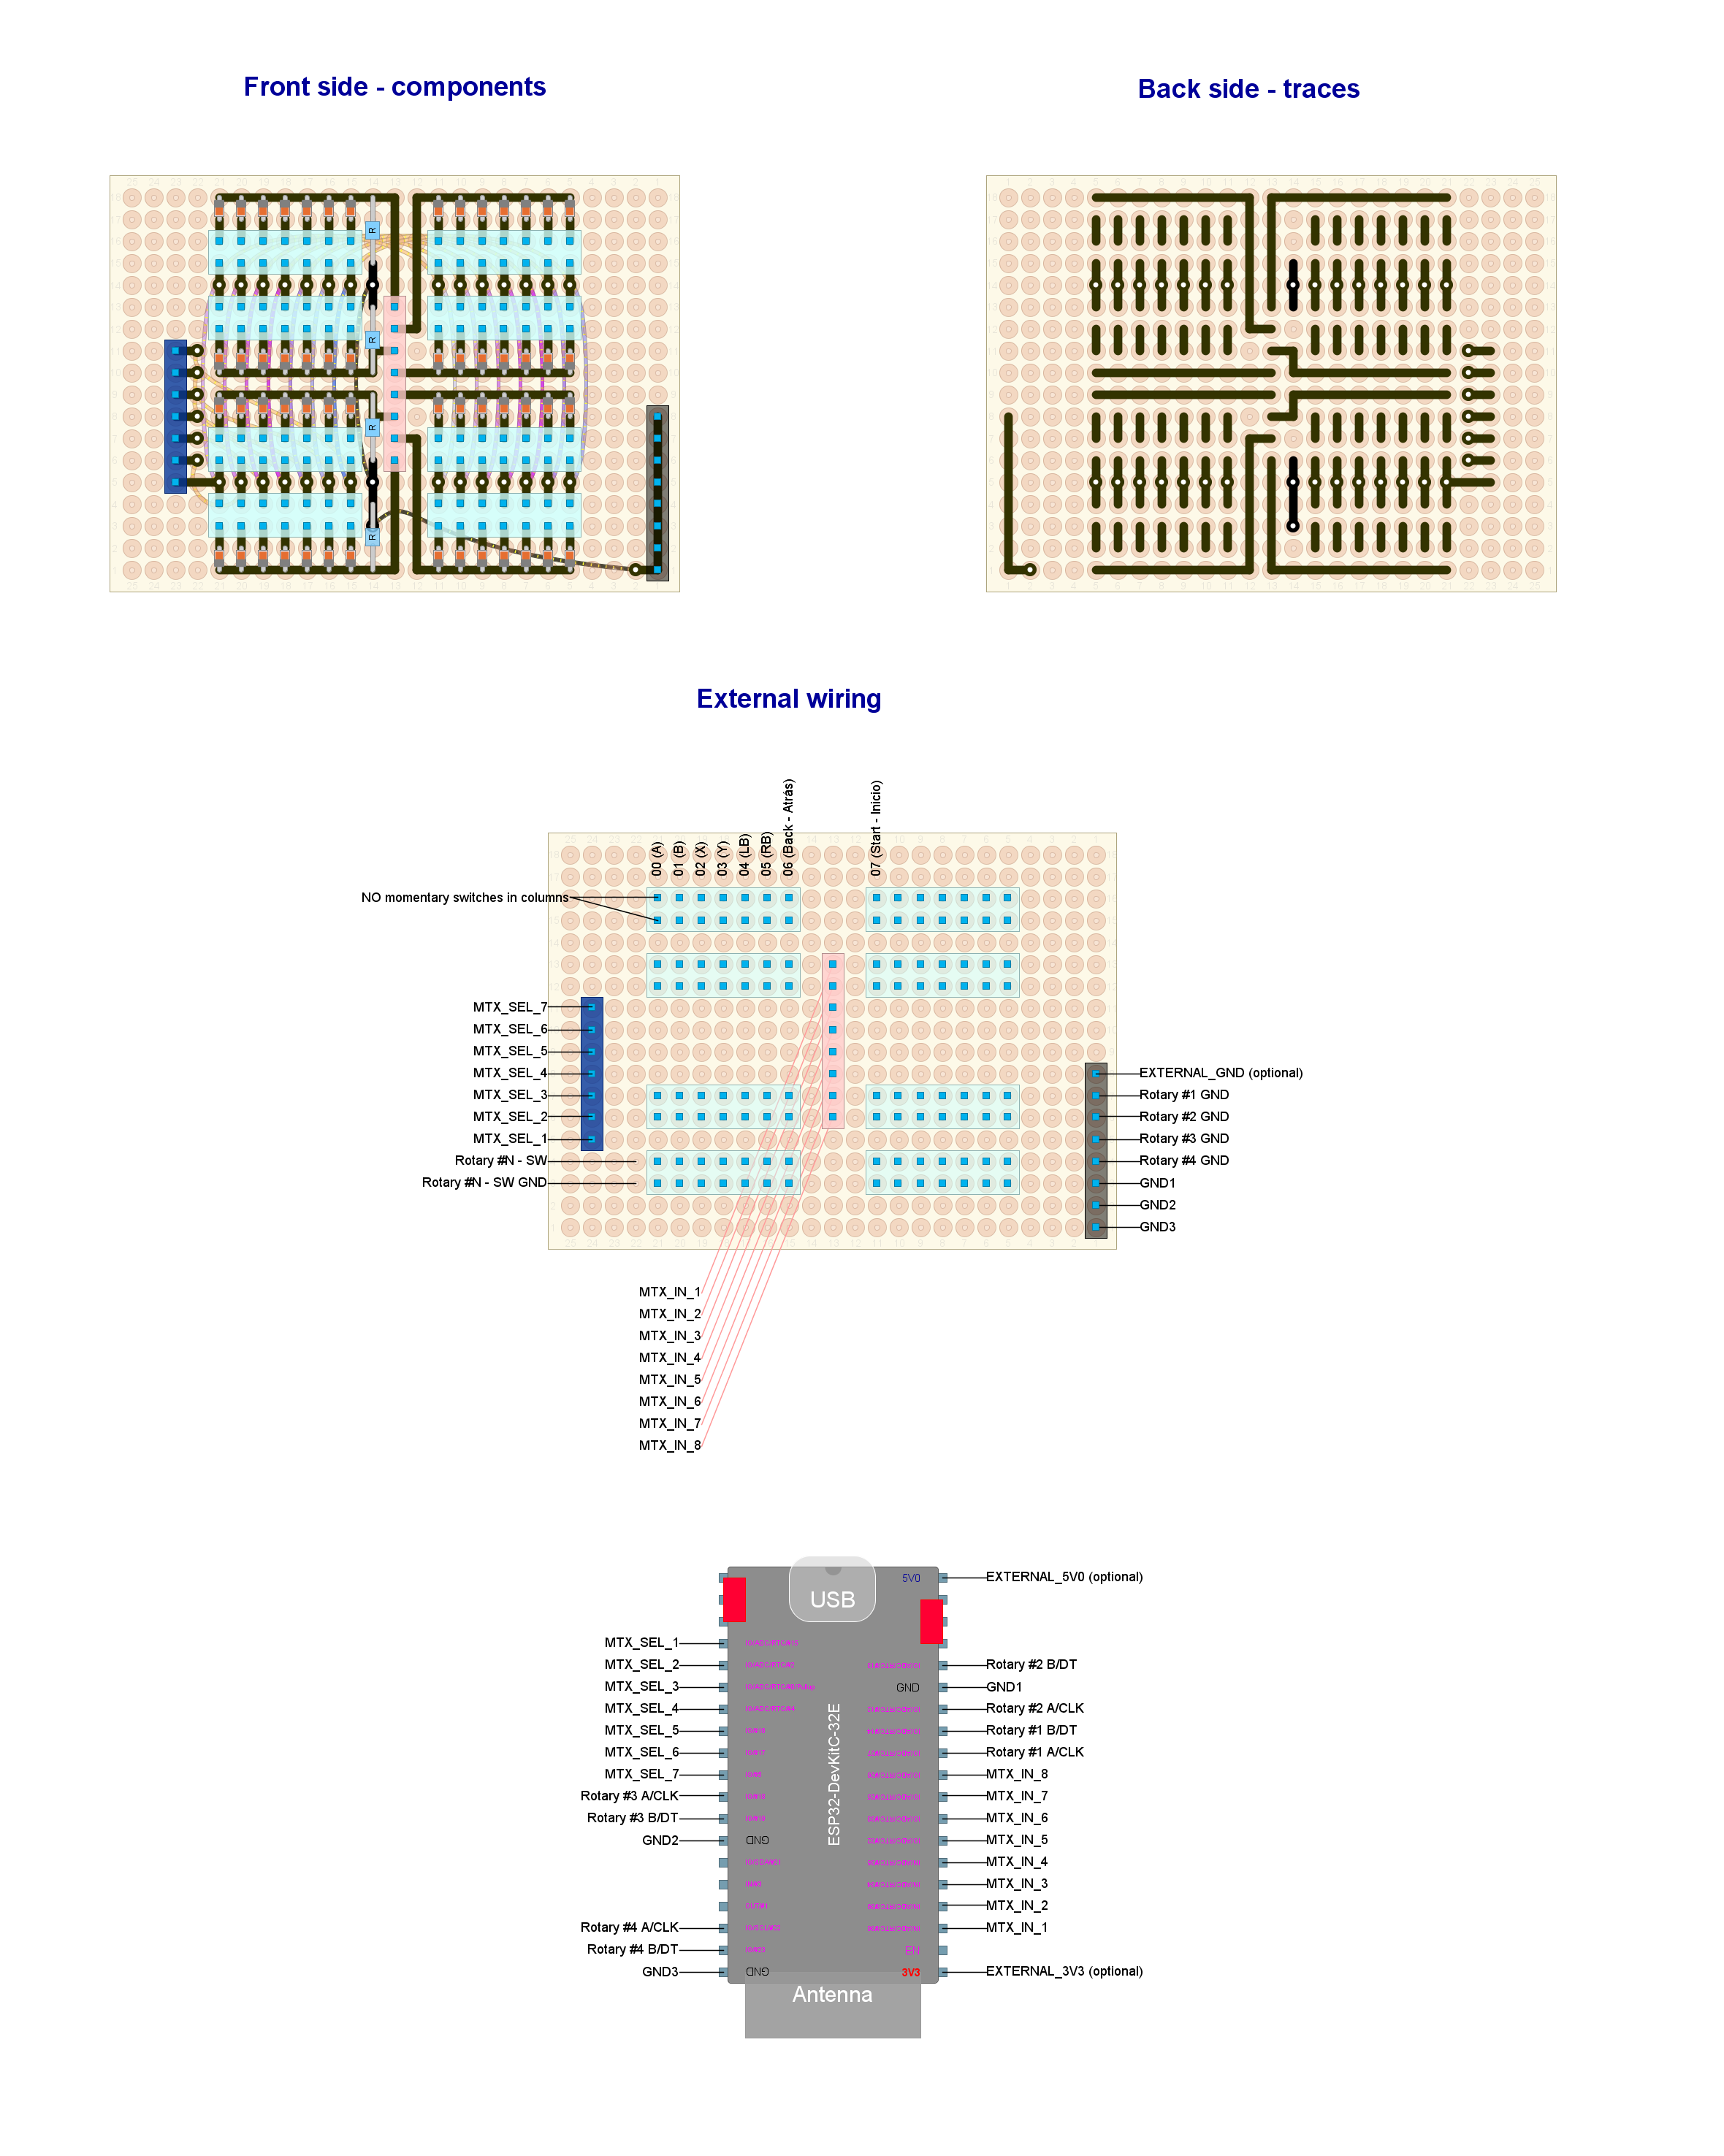 Front side - components
Back side - traces
R
R
R
R
External wiring
00 (A)
01 (B)
02 (X)
03 (Y)
04 (LB)
05 (RB)
06 (Back - Atrás)
07 (Start - Inicio)
NO momentary switches in columns
MTX_SEL_7
MTX_SEL_6
MTX_SEL_5
MTX_SEL_4
MTX_SEL_3
MTX_SEL_2
MTX_SEL_1
Rotary #N - SW
Rotary #N - SW GND
EXTERNAL_GND (optional)
Rotary #1 GND
Rotary #2 GND
Rotary #3 GND
Rotary #4 GND
GND1
GND2
GND3
MTX_IN_1
MTX_IN_2
MTX_IN_3
MTX_IN_4
MTX_IN_5
MTX_IN_6
MTX_IN_7
MTX_IN_8
USB
5V0
EXTERNAL_5V0 (optional)
MTX_SEL_1
MTX_SEL_2
MTX_SEL_3
MTX_SEL_4
MTX_SEL_5
MTX_SEL_6
MTX_SEL_7
Rotary #3 A/CLK
Rotary #3 B/DT
GND2
Rotary #4 A/CLK
Rotary #4 B/DT
GND3
GND
GND
ESP32-DevKitC-32E
GND
EN
3V3
Rotary #2 B/DT
GND1
Rotary #2 A/CLK
Rotary #1 B/DT
Rotary #1 A/CLK
MTX_IN_8
MTX_IN_7
MTX_IN_6
MTX_IN_5
MTX_IN_4
MTX_IN_3
MTX_IN_2
MTX_IN_1
EXTERNAL_3V3 (optional)
Antenna